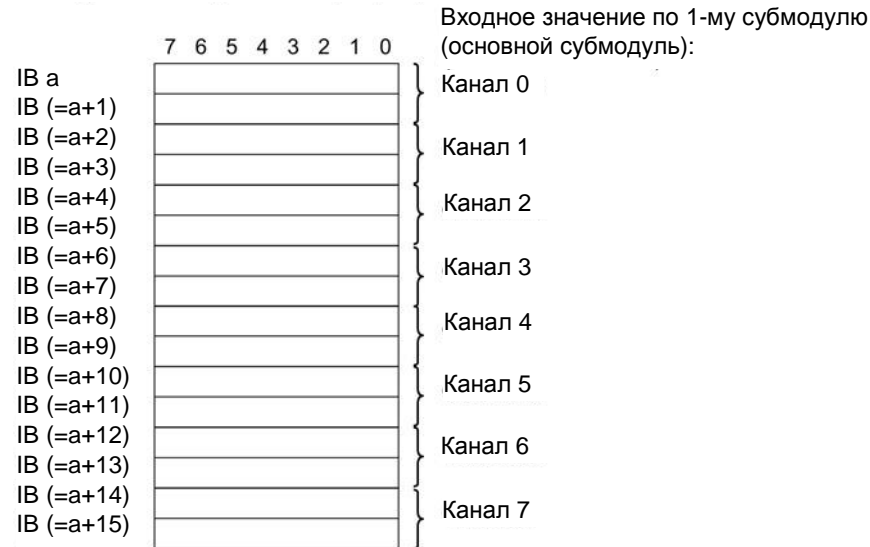 Входное значение по 1-му субмодулю
(основной субмодуль):
7 6 5 4 3 2 1 0
IB a
Канал 0
IB (=a+1)
IB (=a+2)
Канал 1
IB (=a+3)
IB (=a+4)
Канал 2
IB (=a+5)
IB (=a+6)
Канал 3
IB (=a+7)
IB (=a+8)
Канал 4
IB (=a+9)
IB (=a+10)
Канал 5
IB (=a+11)
IB (=a+12)
Канал 6
IB (=a+13)
IB (=a+14)
Канал 7
IB (=a+15)